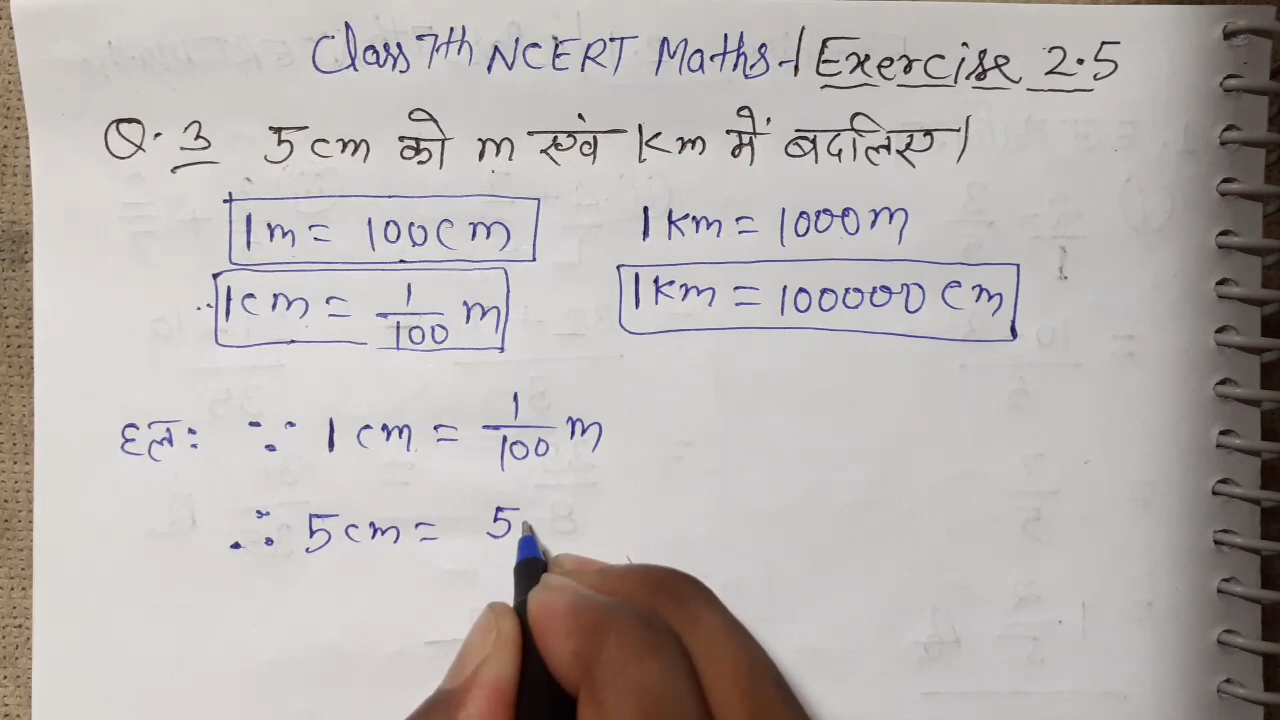 Class 7th NCERT Maths - Exercise 2.5
Q. 3 5 cm को m एवं km में बदलिए।
1 m = 100 cm 1 km = 1000 m
1 cm = 1/100 m 1 km = 100000 cm
हल: ∵ 1 cm = 1/100 m
∴ 5 cm = 5